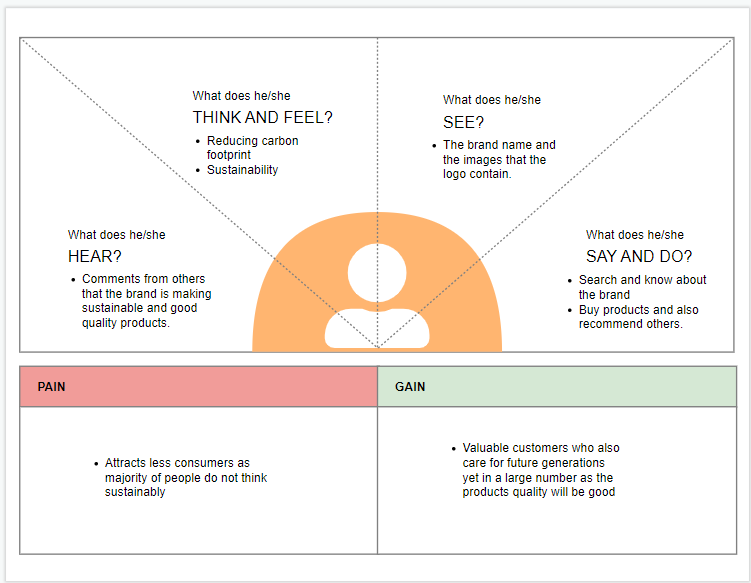 What does he/she
THINK AND FEEL?
• Reducing carbon
footprint
• Sustainability
What does he/she
SEE?
• The brand name and
the images that the
logo contain.
What does he/she
HEAR?
• Comments from others
that the brand is making
sustainable and good
quality products.
What does he/she
SAY AND DO?
• Search and know about
the brand
• Buy products and also
recommend others.
PAIN
GAIN
• Attracts less consumers as
majority of people do not think
sustainably
• Valuable customers who also
care for future generations
yet in a large number as the
products quality will be good